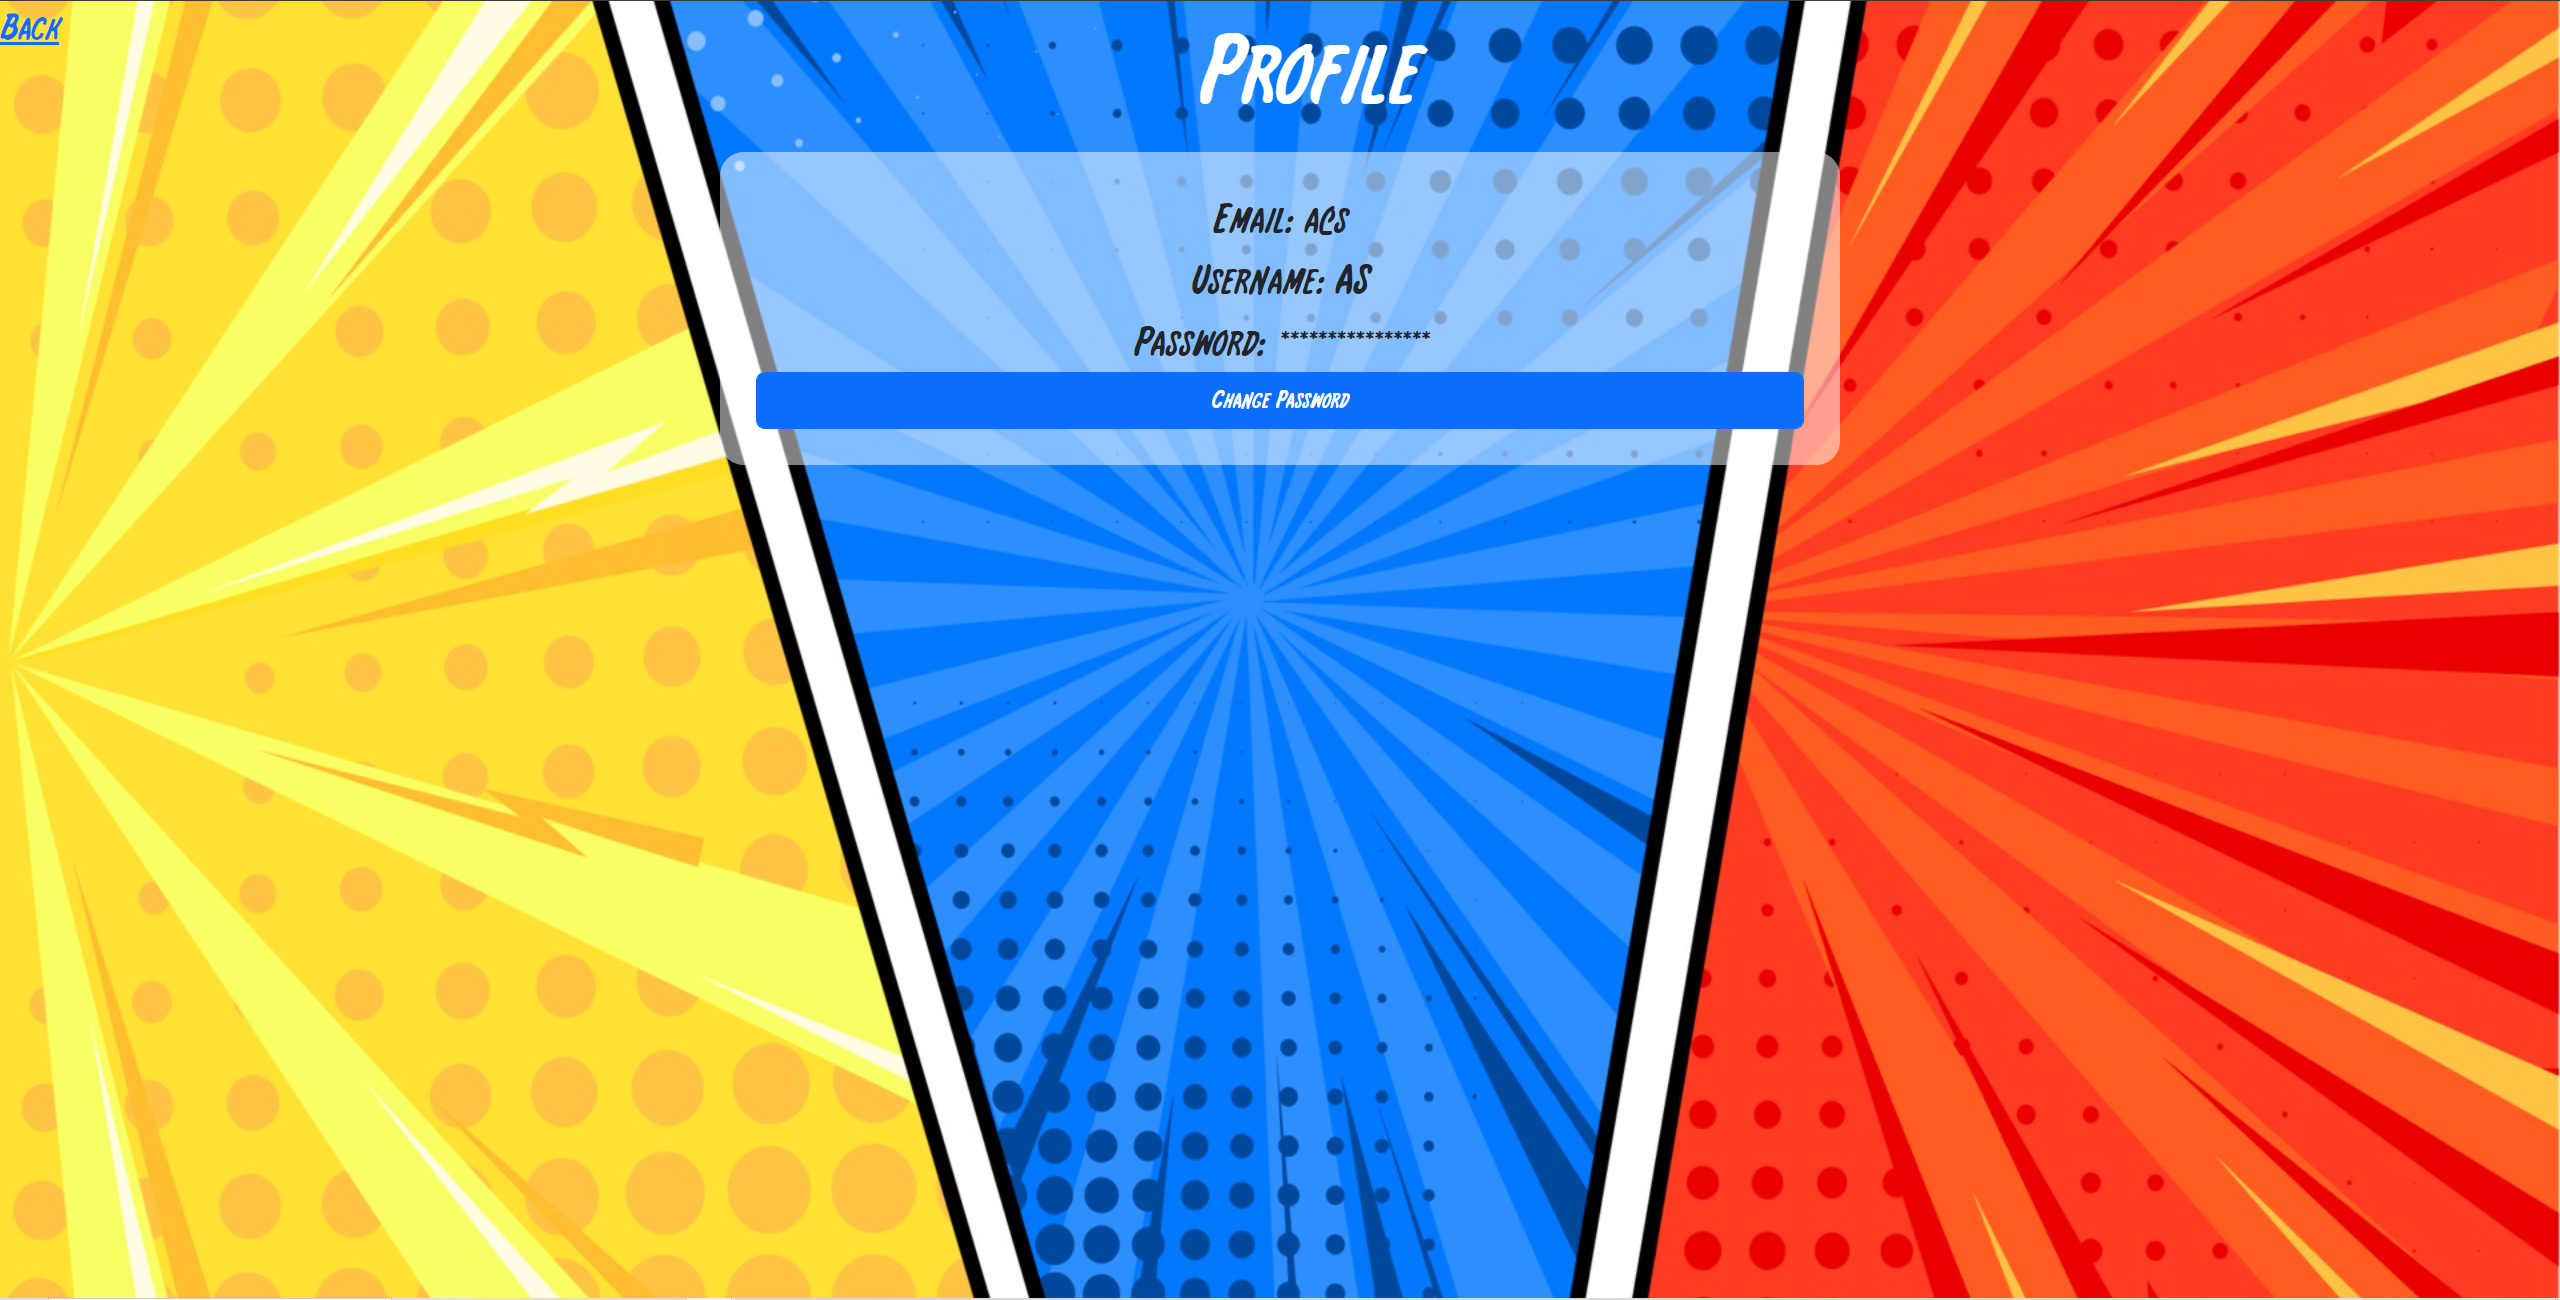 Back
Profile
Email: acs
Username: AS
Password: ****************
Change Password